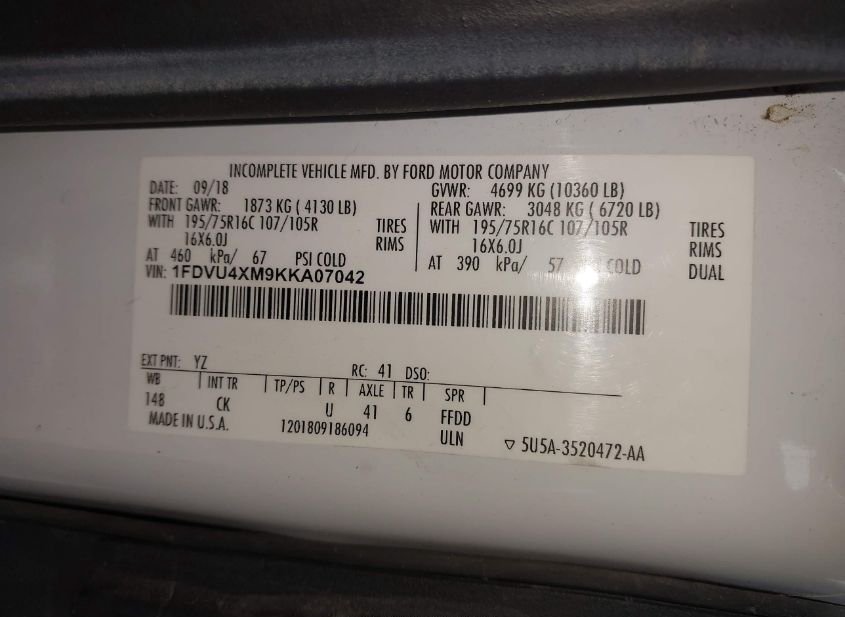 INCOMPLETE VEHICLE MFD. BY FORD MOTOR COMPANY
DATE: 09/18 GVWR: 4699 KG (10360 LB)
FRONT GAWR: 1873 KG ( 4130 LB) REAR GAWR: 3048 KG ( 6720 LB)
WITH 195/75R16C 107/105R TIRES WITH 195/75R16C 107/105R TIRES
16X6.0J RIMS 16X6.0J RIMS
AT 460 kPa/ 67 PSI COLD AT 390 kPa/ 57 PSI COLD DUAL
VIN: 1FDVU4XM9KKA07042
EXT PNT: YZ RC: 41 DSO:
WB INT TR TP/PS R AXLE TR SPR
148 CK U 41 6 FFDD
MADE IN U.S.A. 1201809186094 ULN
▽ 5U5A-3520472-AA